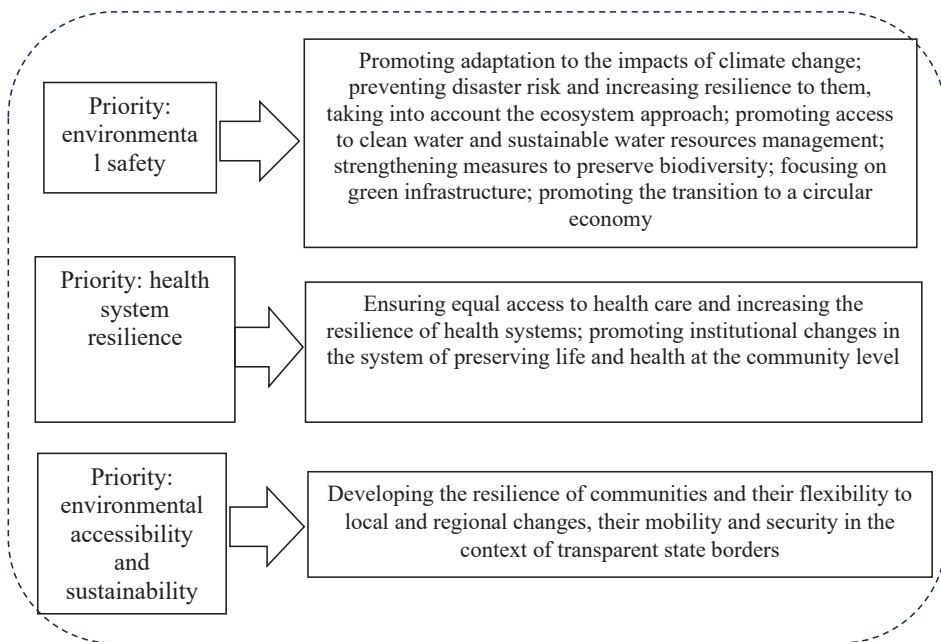 Priority:
environmenta
l safety
Promoting adaptation to the impacts of climate change;
preventing disaster risk and increasing resilience to them,
taking into account the ecosystem approach; promoting access
to clean water and sustainable water resources management;
strengthening measures to preserve biodiversity; focusing on
green infrastructure; promoting the transition to a circular
economy
Priority: health
system
resilience
Ensuring equal access to health care and increasing the
resilience of health systems; promoting institutional changes in
the system of preserving life and health at the community level
Priority:
environmental
accessibility
and
sustainability
Developing the resilience of communities and their flexibility to
local and regional changes, their mobility and security in the
context of transparent state borders